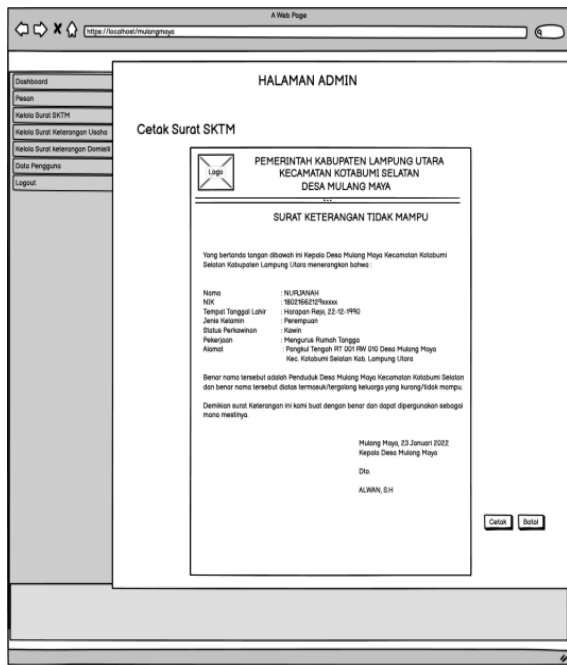 A Web Page
https://localhost/mulangmaya
Dashboard
Pesan
Kelola Surat SKTM
Kelola Surat Keterangan Usaha
Kelola Surat keterangan Domisili
Data Pengguna
Logout
HALAMAN ADMIN
Cetak Surat SKTM
Logo
PEMERINTAH KABUPATEN LAMPUNG UTARA
KECAMATAN KOTABUMI SELATAN
DESA MULANG MAYA
SURAT KETERANGAN TIDAK MAMPU
Yang bertanda tangan dibawah ini Kepala Desa Mulang Maya Kecamatan Kotabumi
Selatan Kabupaten Lampung Utara menerangkan bahwa :
Nama : NURJANAH
NIK : 18021662129xxxxx
Tempat Tanggal Lahir : Harapan Rejo, 22-12-1990
Jenis Kelamin : Perempuan
Status Perkawinan : Kawin
Pekerjaan : Mengurus Rumah Tangga
Alamat : Pangkul Tengah RT 001 RW 010 Desa Mulang Maya
Kec. Kotabumi Selatan Kab. Lampung Utara
Benar nama tersebut adalah Penduduk Desa Mulang Maya Kecamatan Kotabumi Selatan
dan benar nama tersebut diatas termasuk/tergolong keluarga yang kurang/tidak mampu.
Demikian surat Keterangan ini kami buat dengan benar dan dapat dipergunakan sebagai
mana mestinya.
Mulang Maya, 23 Januari 2022
Kepala Desa Mulang Maya
Dto.
ALWAN, S.H
Cetak
Batal